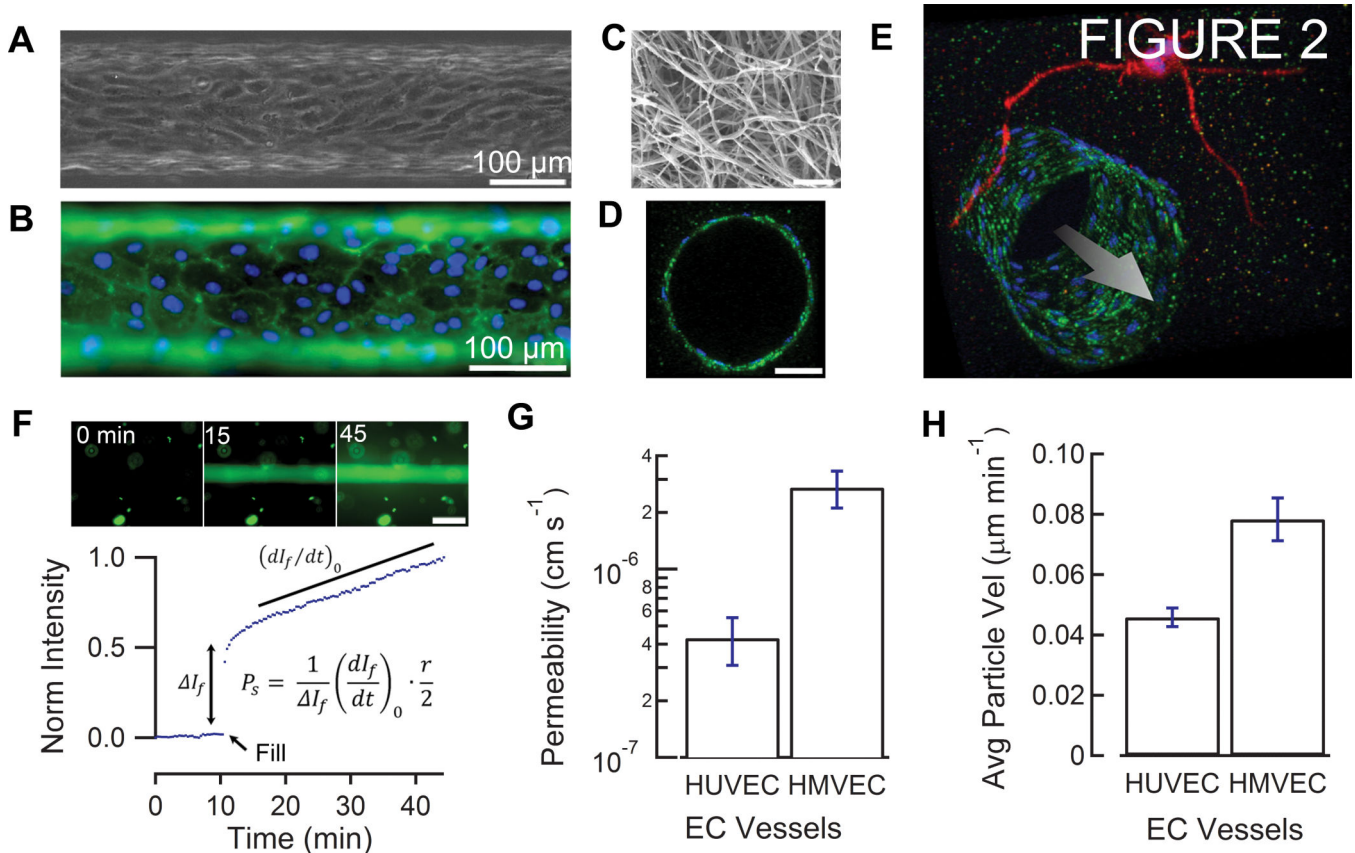 A
100 µm
B
100 µm
C
D
E
FIGURE 2
F
0 min
15
45
Norm Intensity
1.0
0.5
0.0
(dI_f/dt)_0
ΔI_f
P_s = 1/ΔI_f (dI_f/dt)_0 · r/2
Fill
0 10 20 30 40
Time (min)
G
Permeability (cm s⁻¹)
4
2
10⁻⁶
8
6
4
2
10⁻⁷
HUVEC HMVEC
EC Vessels
H
Avg Particle Vel (µm min⁻¹)
0.10
0.08
0.06
0.04
0.02
0
HUVEC HMVEC
EC Vessels